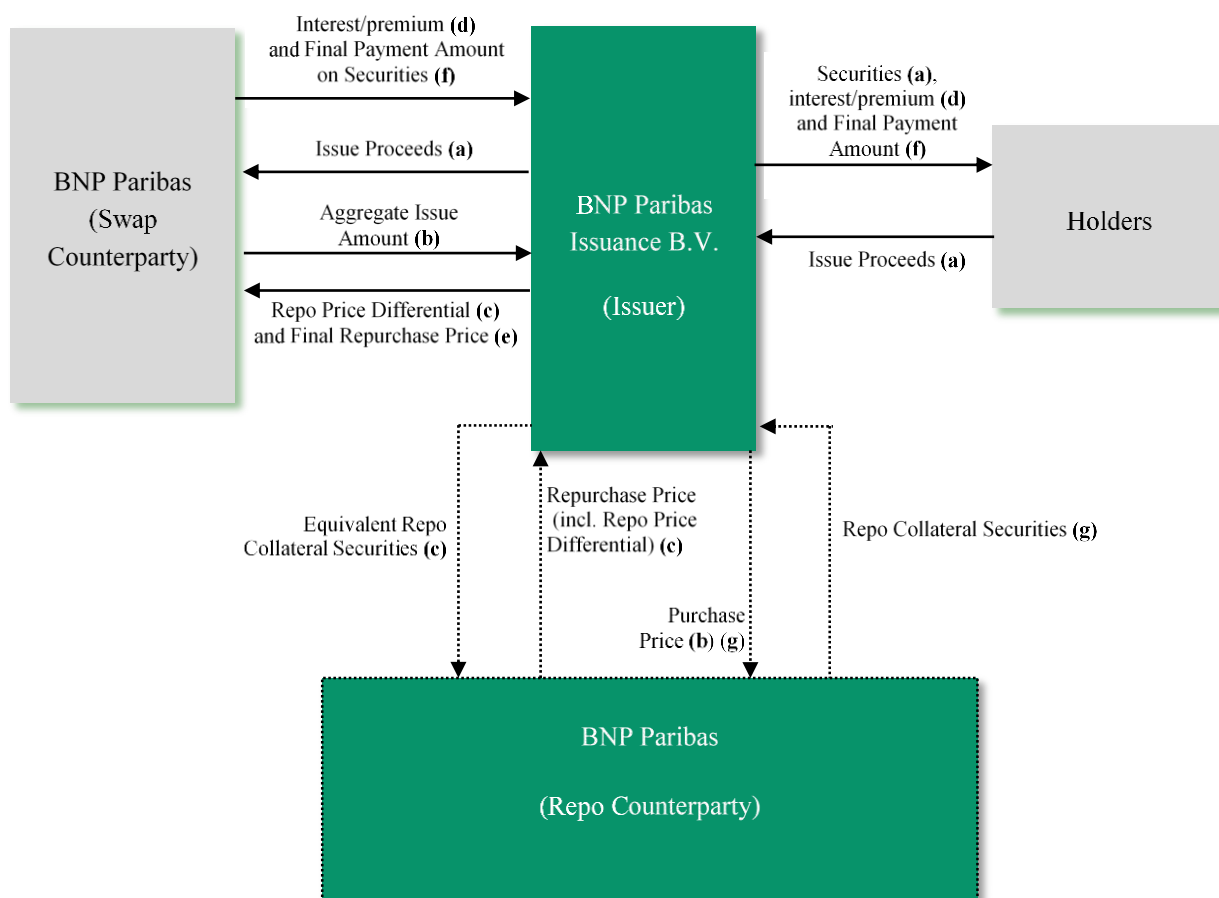 Interest/premium (d)
and Final Payment Amount
on Securities (f)
Issue Proceeds (a)
Aggregate Issue
Amount (b)
Repo Price Differential (c)
and Final Repurchase Price (e)
BNP Paribas
(Swap
Counterparty)
BNP Paribas
Issuance B.V.
(Issuer)
Securities (a),
interest/premium (d)
and Final Payment
Amount (f)
Issue Proceeds (a)
Holders
Equivalent Repo
Collateral Securities (c)
Repurchase Price
(incl. Repo Price
Differential) (c)
Purchase
Price (b) (g)
Repo Collateral Securities (g)
BNP Paribas
(Repo Counterparty)